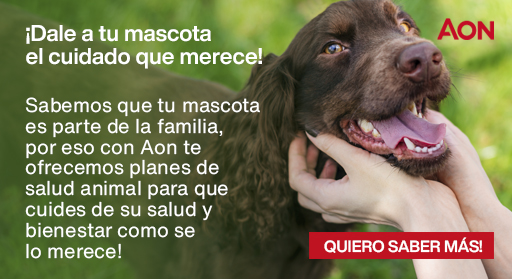 ¡Dale a tu mascota
el cuidado que merece!
AON
Sabemos que tu mascota
es parte de la familia,
por eso con Aon te
ofrecemos planes de
salud animal para que
cuides de su salud y
bienestar como se
lo merece!
QUIERO SABER MÁS!